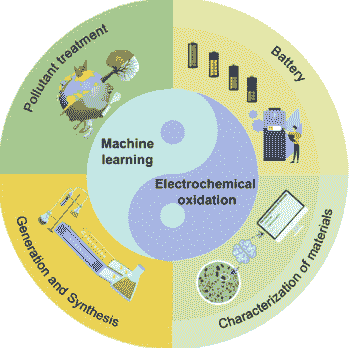 Pollutant treatment
Battery
Machine
learning
Electrochemical
oxidation
Generation and Synthesis
Characterization of materials